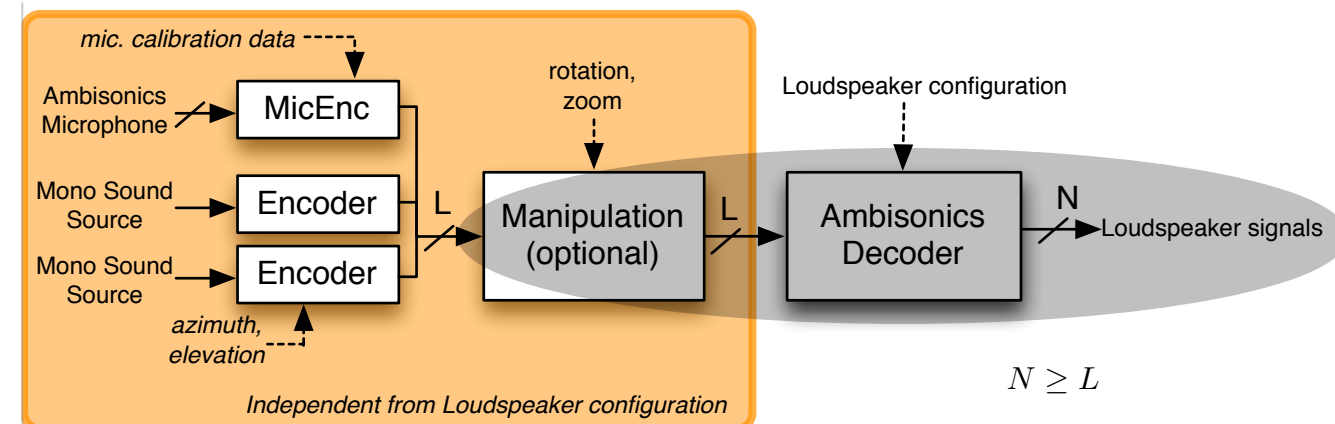 mic. calibration data
Ambisonics
Microphone
MicEnc
rotation,
zoom
Loudspeaker configuration
Mono Sound
Source
Encoder
L
Manipulation
(optional)
L
Ambisonics
Decoder
N
Loudspeaker signals
Mono Sound
Source
Encoder
azimuth,
elevation
N ≥ L
Independent from Loudspeaker configuration